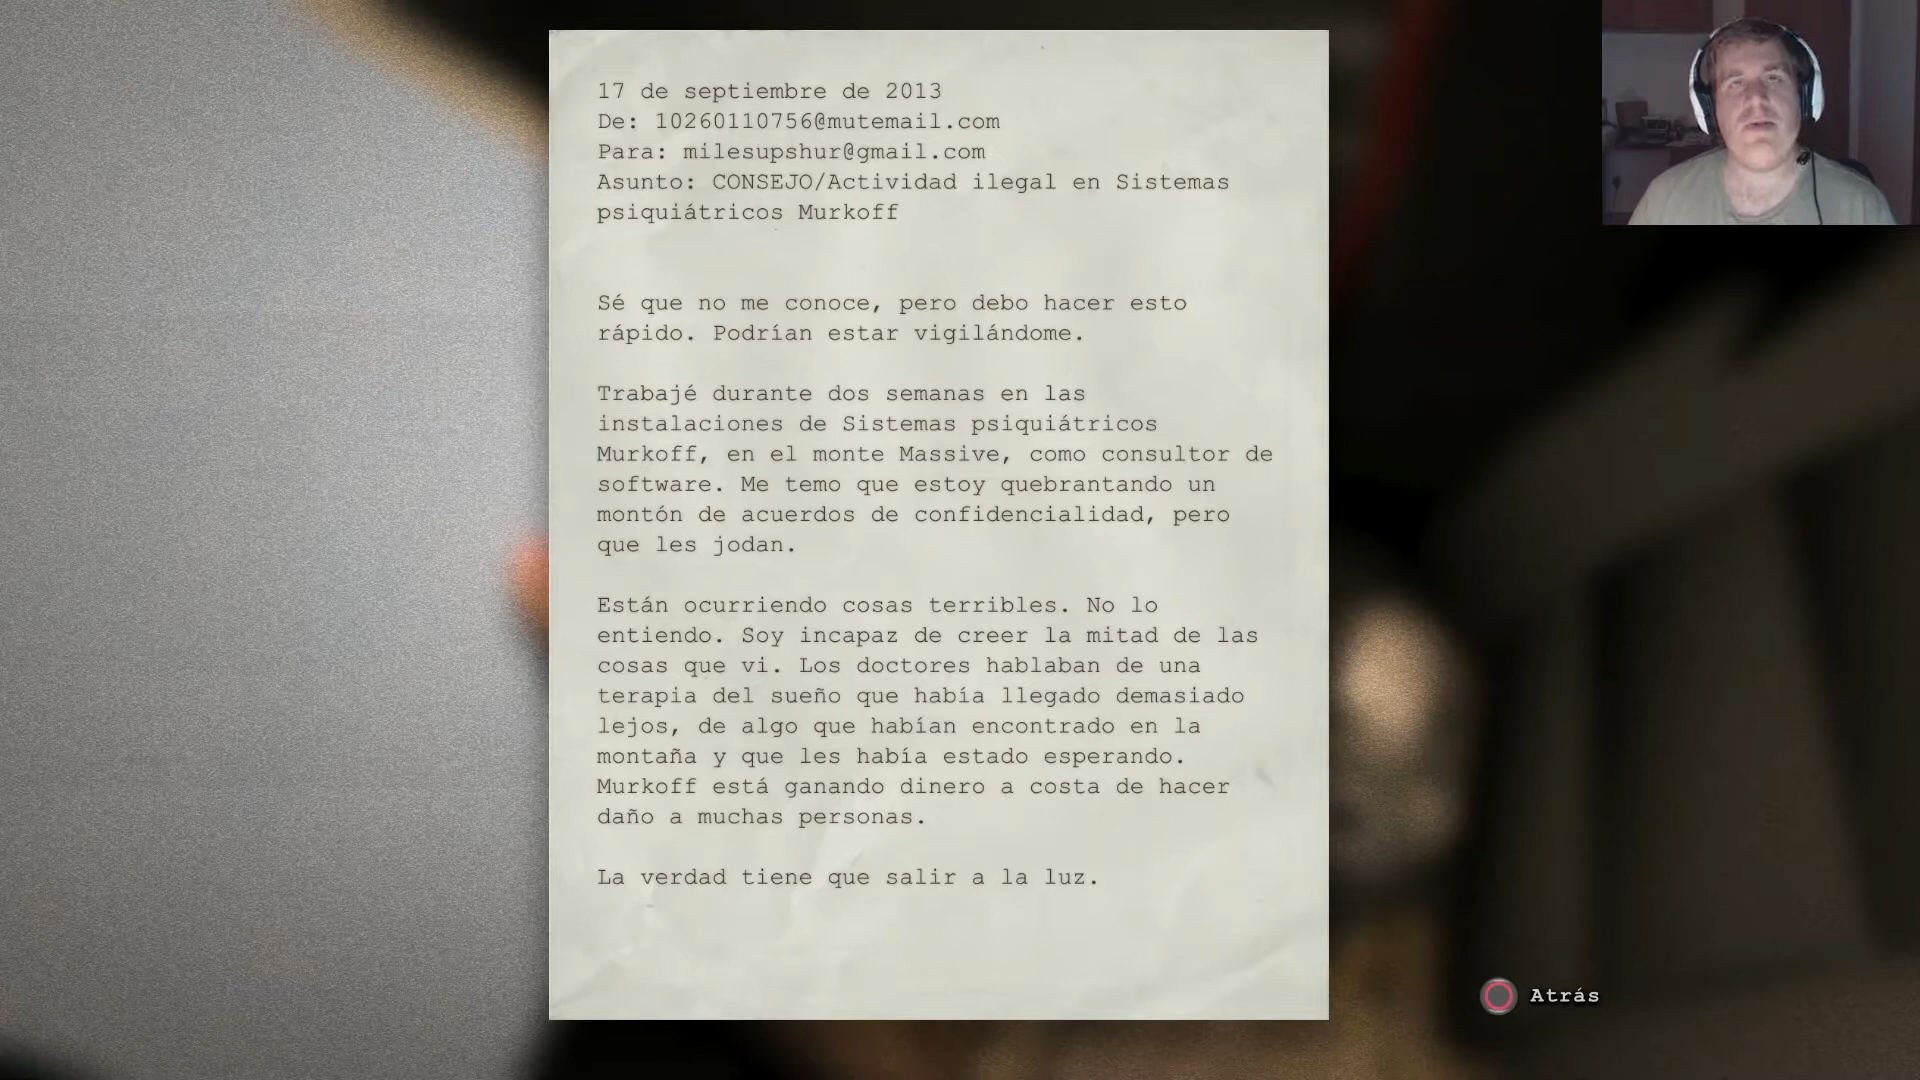 17 de septiembre de 2013
De: 10260110756@mutemail.com
Para: milesupshur@gmail.com
Asunto: CONSEJO/Actividad ilegal en Sistemas
psiquiátricos Murkoff
Sé que no me conoce, pero debo hacer esto
rápido. Podrían estar vigilándome.
Trabajé durante dos semanas en las
instalaciones de Sistemas psiquiátricos
Murkoff, en el monte Massive, como consultor de
software. Me temo que estoy quebrantando un
montón de acuerdos de confidencialidad, pero
que les jodan.
Están ocurriendo cosas terribles. No lo
entiendo. Soy incapaz de creer la mitad de las
cosas que vi. Los doctores hablaban de una
terapia del sueño que había llegado demasiado
lejos, de algo que habían encontrado en la
montaña y que les había estado esperando.
Murkoff está ganando dinero a costa de hacer
daño a muchas personas.
La verdad tiene que salir a la luz.
Atrás